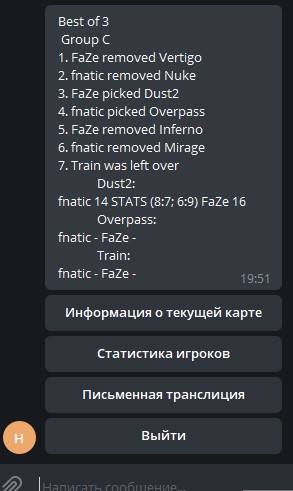 Best of 3
Group C
1. FaZe removed Vertigo
2. fnatic removed Nuke
3. FaZe picked Dust2
4. fnatic picked Overpass
5. FaZe removed Inferno
6. fnatic removed Mirage
7. Train was left over
Dust2:
fnatic 14 STATS (8:7; 6:9) FaZe 16
Overpass:
fnatic - FaZe -
Train:
fnatic - FaZe -
19:51
Информация о текущей карте
Статистика игроков
Письменная трансляция
Выйти
Н
Написать сообщение...